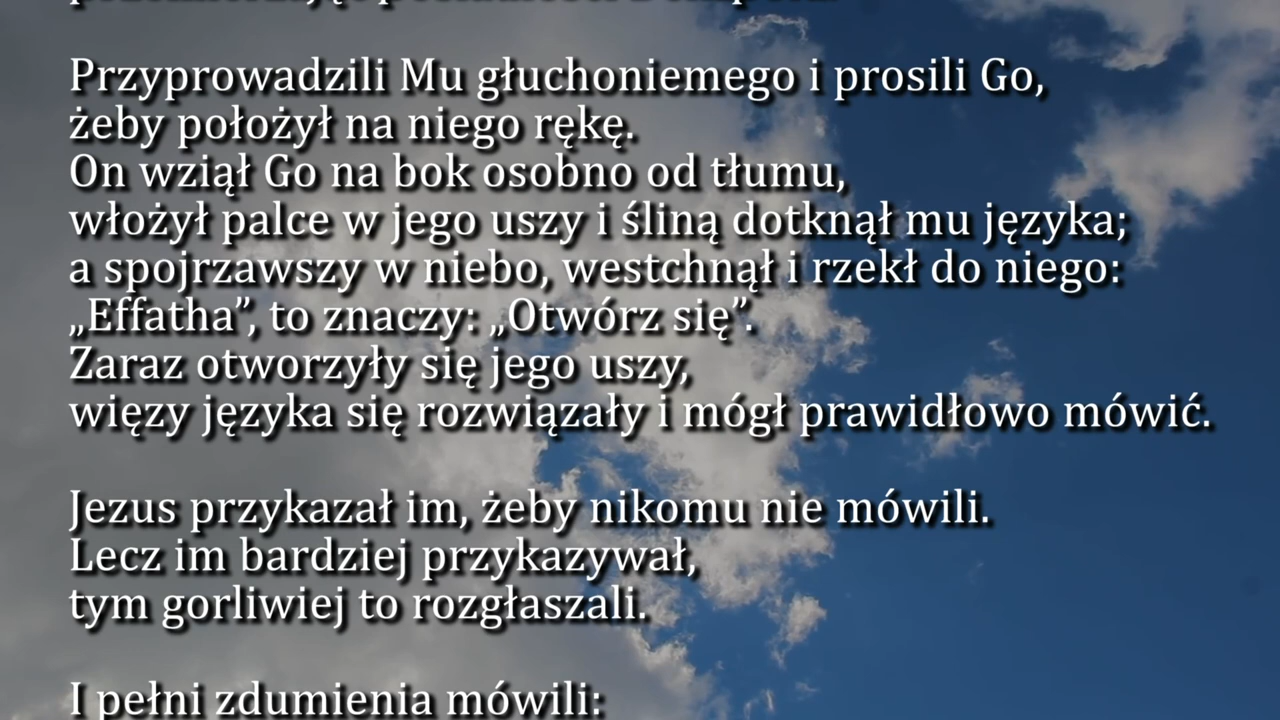 Przyprowadzili Mu głuchoniemego i prosili Go,
żeby położył na niego rękę.
On wziął Go na bok osobno od tłumu,
włożył palce w jego uszy i śliną dotknął mu języka;
a spojrzawszy w niebo, westchnął i rzekł do niego:
„Effatha”, to znaczy: „Otwórz się”.
Zaraz otworzyły się jego uszy,
więzy języka się rozwiązały i mógł prawidłowo mówić.
Jezus przykazał im, żeby nikomu nie mówili.
Lecz im bardziej przykazywał,
tym gorliwiej to rozgłaszali.
I pełni zdumienia mówili: